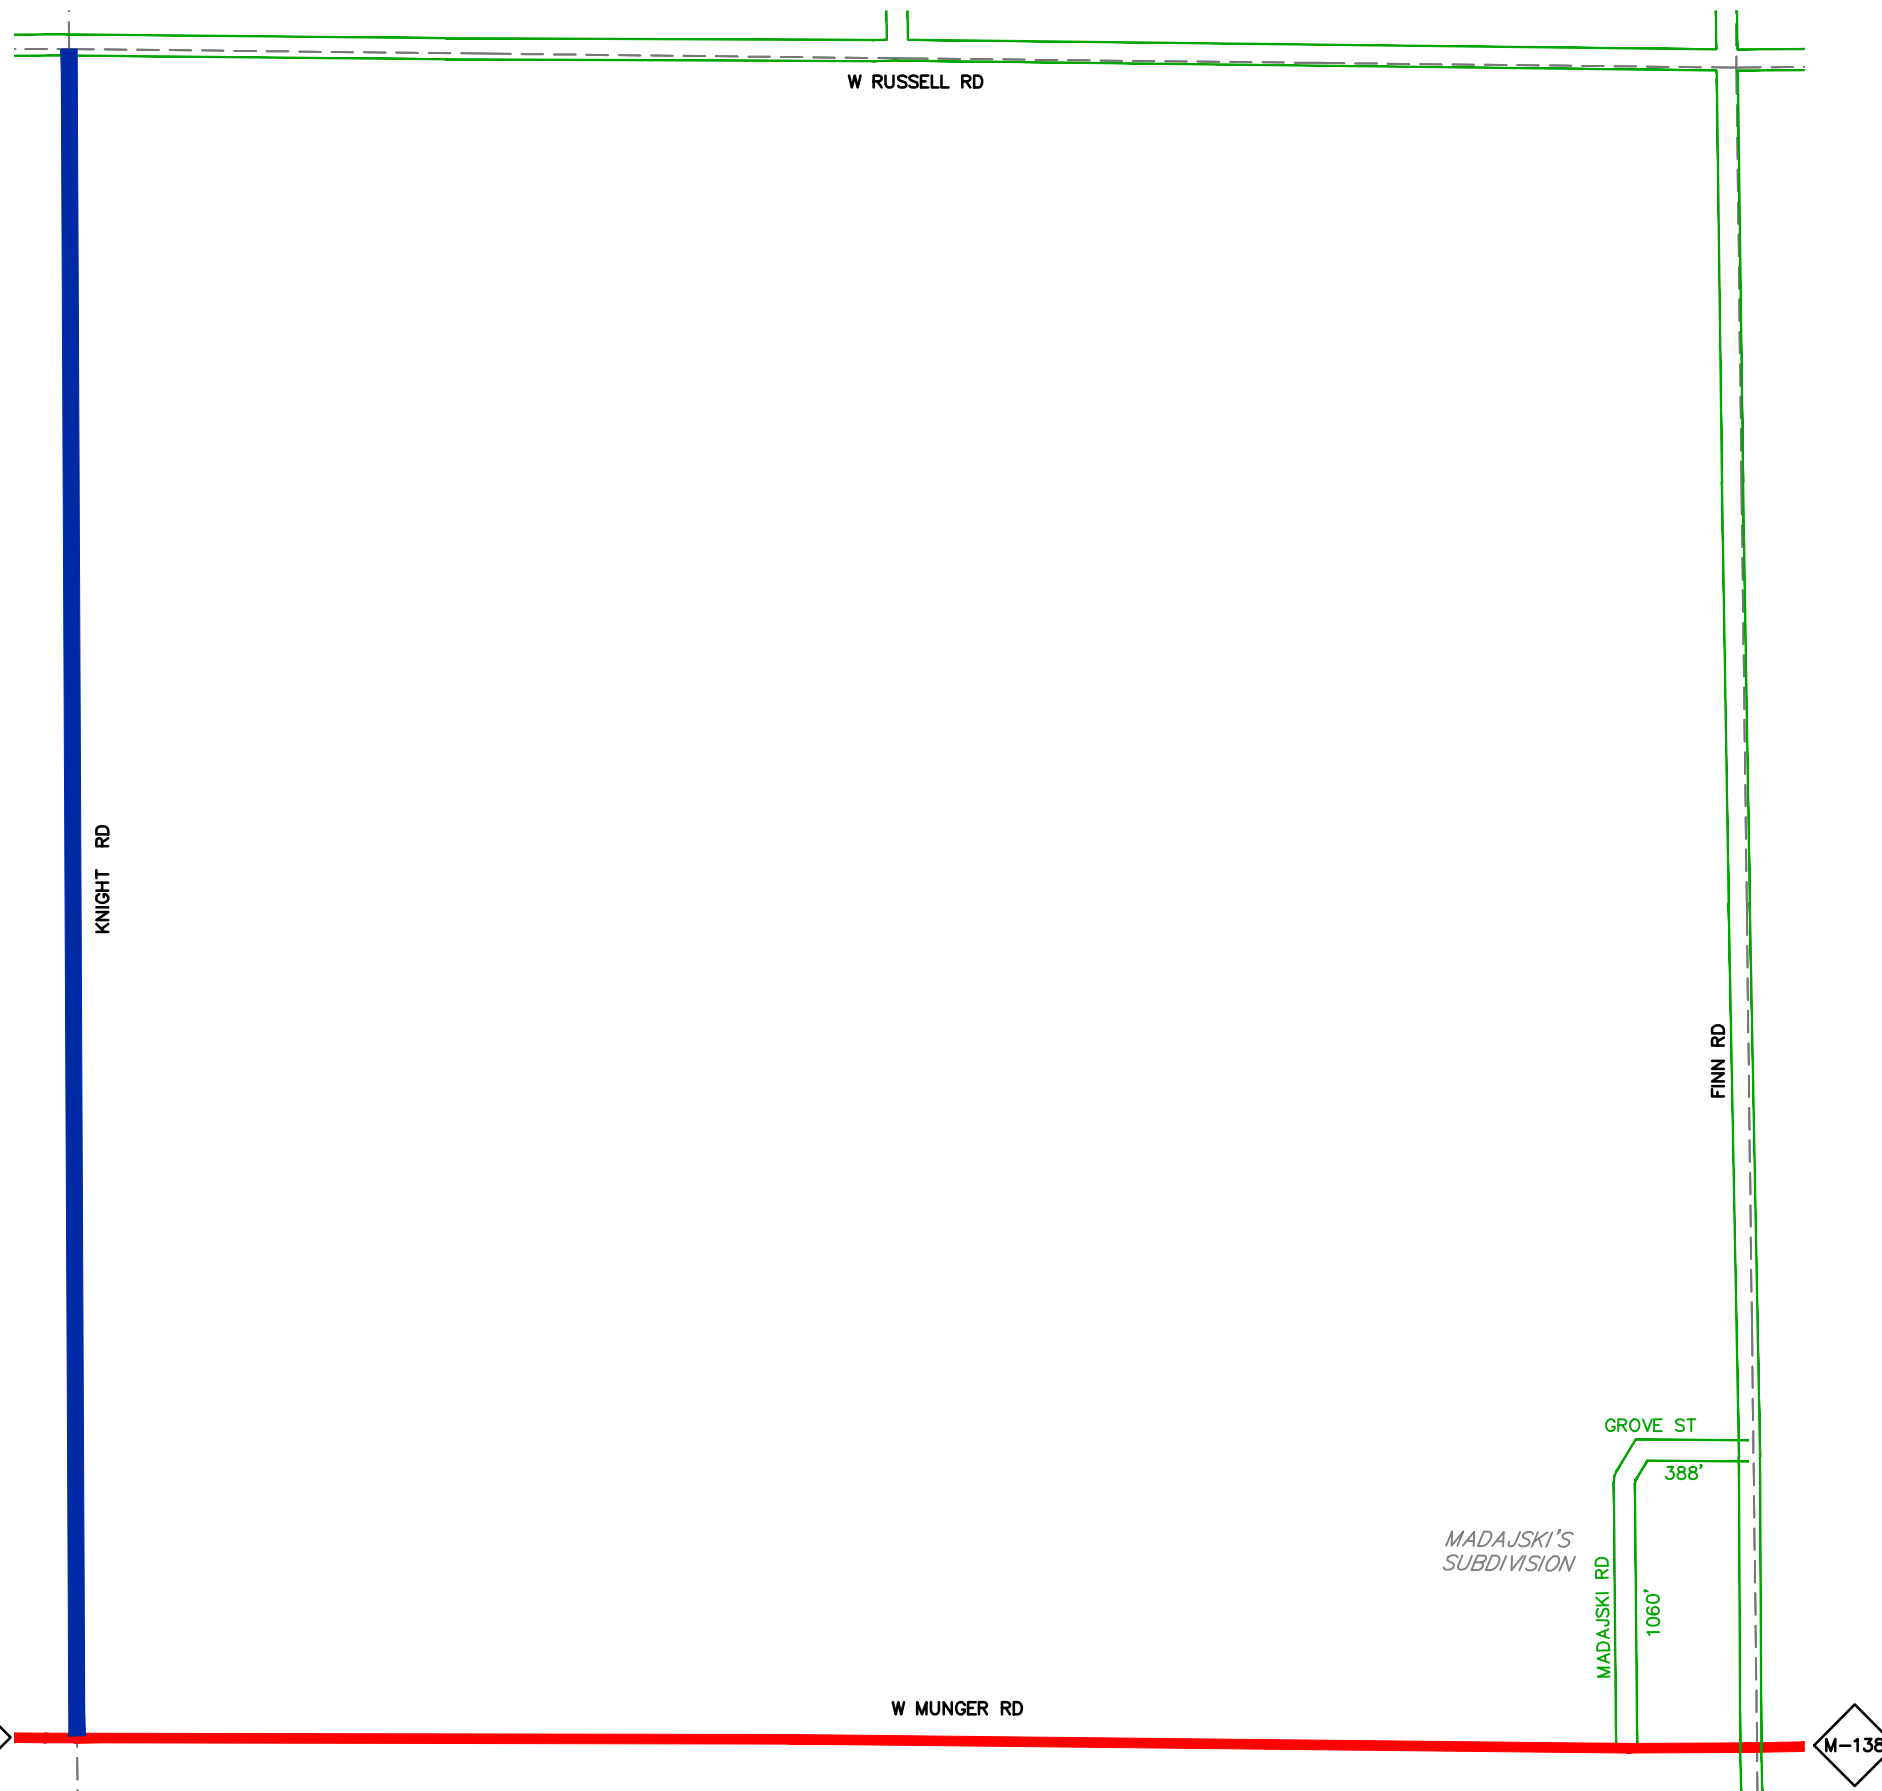 W RUSSELL RD
KNIGHT RD
FINN RD
GROVE ST
388'
MADAJSKI'S
SUBDIVISION
MADAJSKI RD
1060'
W MUNGER RD
M-138